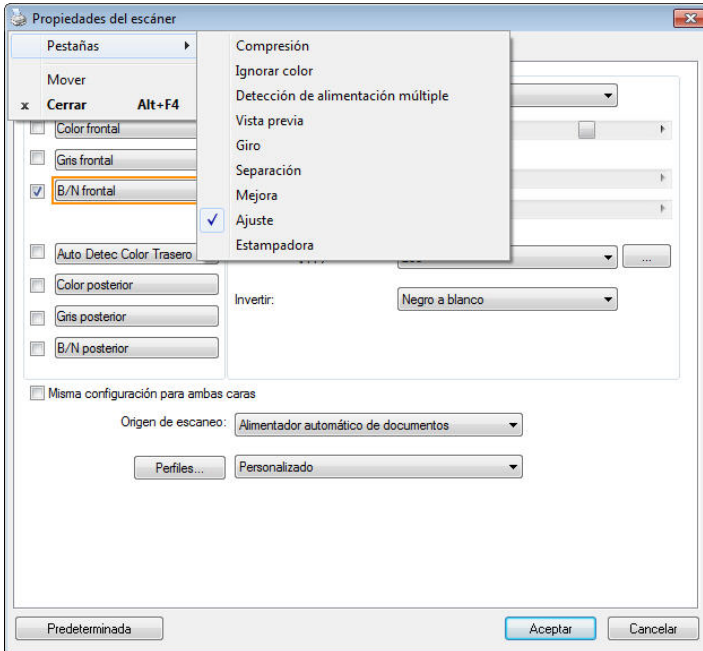 Propiedades del escáner
Pestañas
Mover
x Cerrar Alt+F4
Compresión
Ignorar color
Detección de alimentación múltiple
Vista previa
Giro
Separación
Mejora
Ajuste
Estampadora
Color frontal
Gris frontal
B/N frontal
Auto Detec Color Trasero
Color posterior
Gris posterior
B/N posterior
...
Invertir:
Negro a blanco
Misma configuración para ambas caras
Origen de escaneo: Alimentador automático de documentos
Perfiles... Personalizado
Predeterminada Aceptar Cancelar